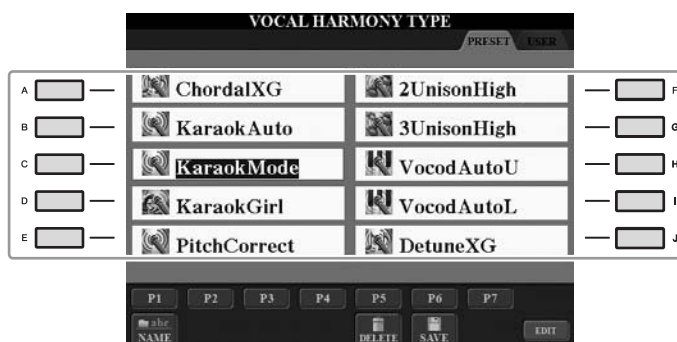 VOCAL HARMONY TYPE
PRESET USER
A ChordalXG 2UnisonHigh F
B KaraokAuto 3UnisonHigh G
C KaraokMode VocodAutoU H
D KaraokGirl VocodAutoL I
E PitchCorrect DetuneXG J
P1 P2 P3 P4 P5 P6 P7
abc
NAME DELETE SAVE EDIT